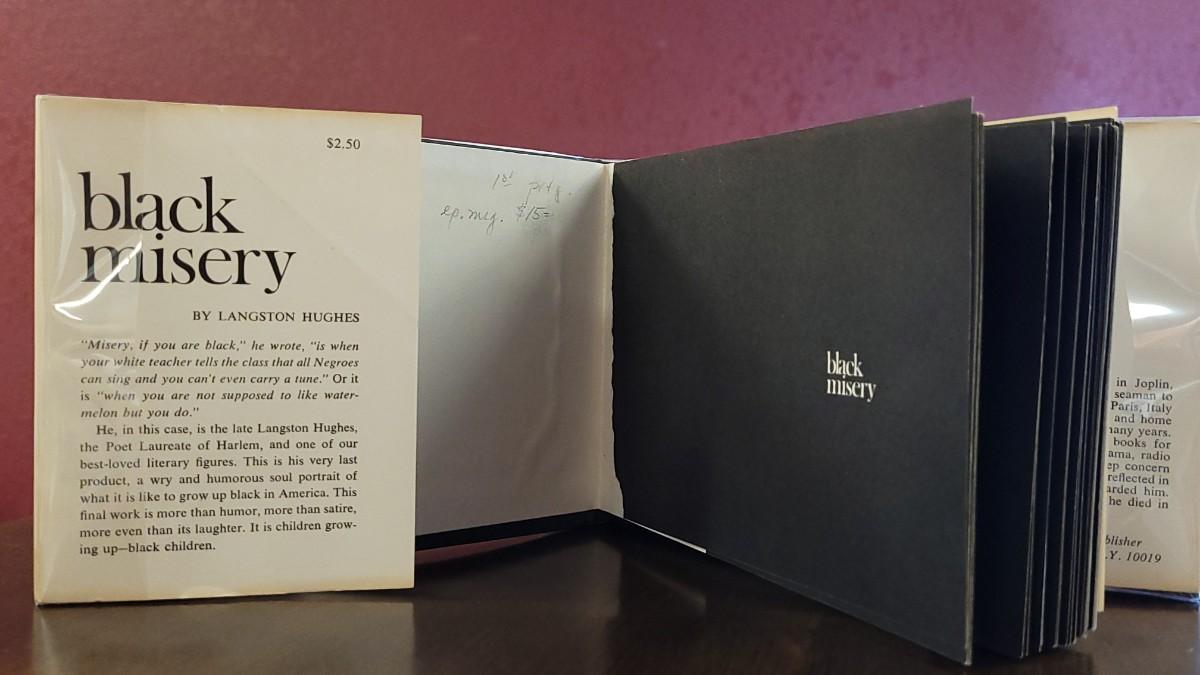 $2.50
black
misery
BY LANGSTON HUGHES
"Misery, if you are black," he wrote, "is when
your white teacher tells the class that all Negroes
can sing and you can't even carry a tune." Or it
is "when you are not supposed to like water-
melon but you do."
He, in this case, is the late Langston Hughes,
the Poet Laureate of Harlem, and one of our
best-loved literary figures. This is his very last
product, a wry and humorous soul portrait of
what it is like to grow up black in America. This
final work is more than humor, more than satire,
more even than its laughter. It is children grow-
ing up—black children.
1st prtg.
$15=
black
misery
in Joplin,
seaman to
Paris, Italy
and home
many years.
books for
ama, radio
ep concern
reflected in
arded him.
he died in
blisher
.Y. 10019